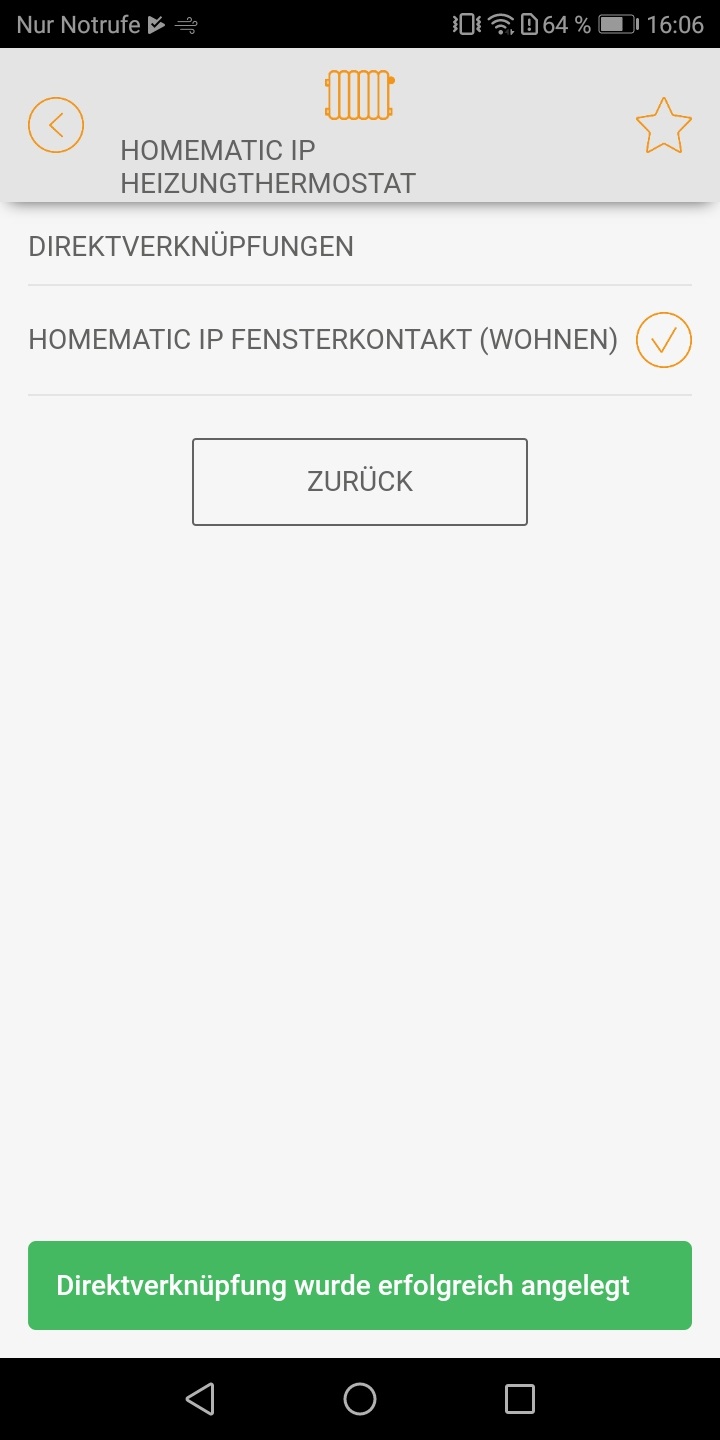 Nur Notrufe 64 % 16:06
HOMEMATIC IP
HEIZUNGTHERMOSTAT
DIREKTVERKNÜPFUNGEN
HOMEMATIC IP FENSTERKONTAKT (WOHNEN)
ZURÜCK
Direktverknüpfung wurde erfolgreich angelegt